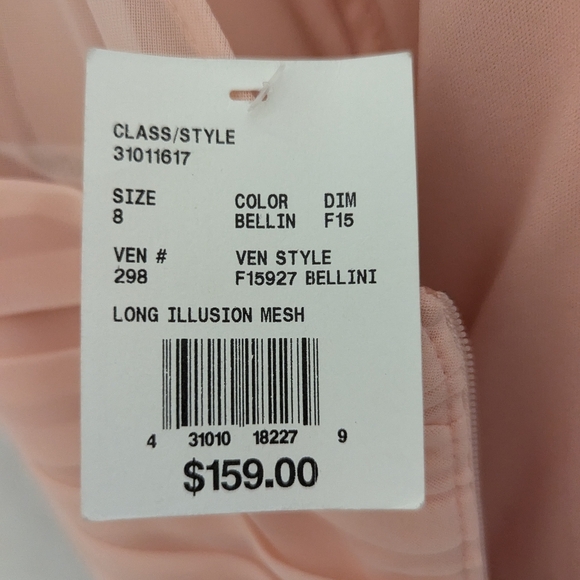 CLASS/STYLE
31011617
SIZE COLOR DIM
8 BELLIN F15
VEN # VEN STYLE
298 F15927 BELLINI
LONG ILLUSION MESH
4 31010 18227 9
$159.00